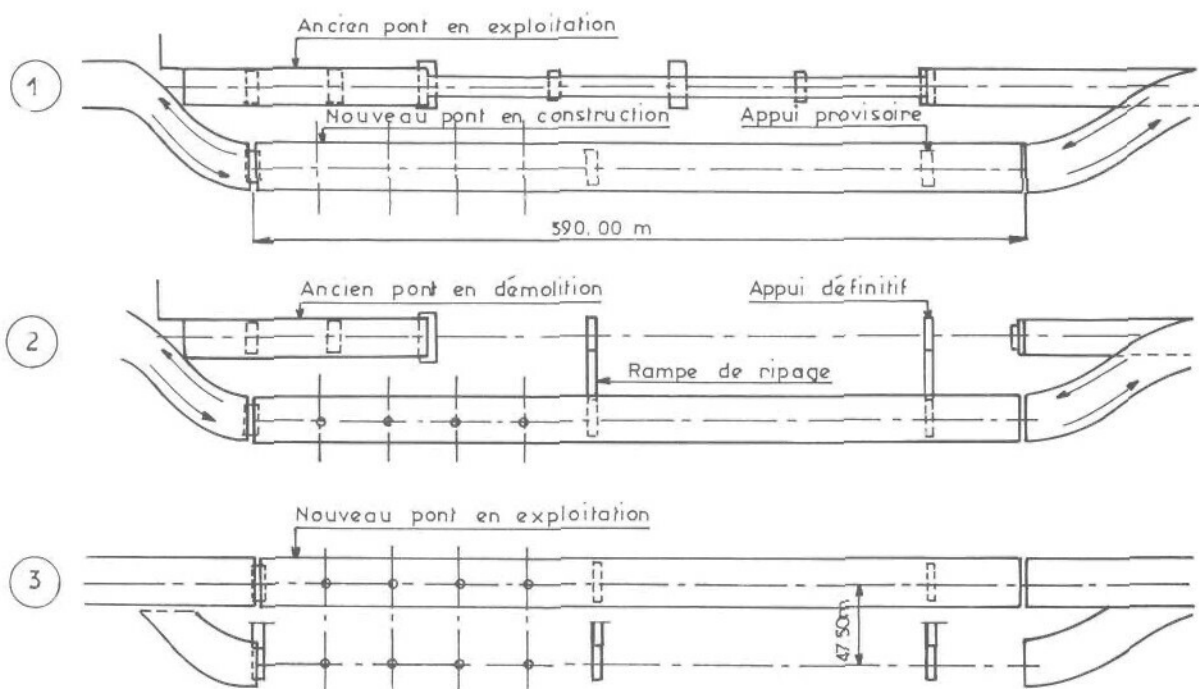 Ancien pont en exploitation
1
Nouveau pont en construction
Appui provisoire
590,00 m
Ancien pont en démolition
Appui définitif
2
Rampe de ripage
Nouveau pont en exploitation
3
47.50m